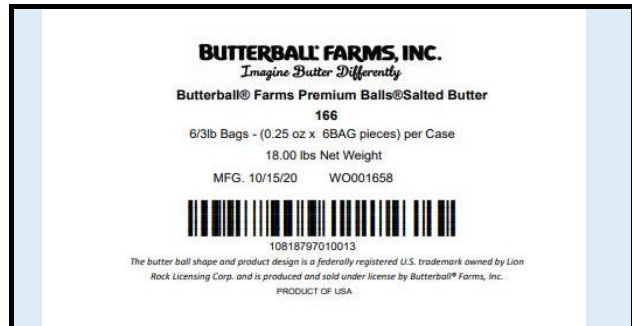 BUTTERBALL® FARMS, INC.
Imagine Butter Differently
Butterball® Farms Premium Balls®Salted Butter
166
6/3lb Bags - (0.25 oz x 6BAG pieces) per Case
18.00 lbs Net Weight
MFG. 10/15/20 WO001658
10818797010013
The butter ball shape and product design is a federally registered U.S. trademark owned by Lion
Rock Licensing Corp. and is produced and sold under license by Butterball® Farms, Inc.
PRODUCT OF USA